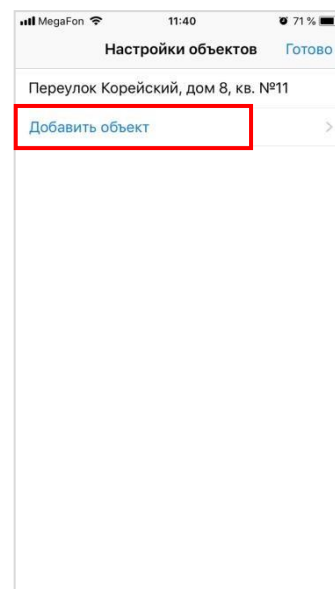 MegaFon 11:40 71 %
Настройки объектов Готово
Переулок Корейский, дом 8, кв. №11
Добавить объект